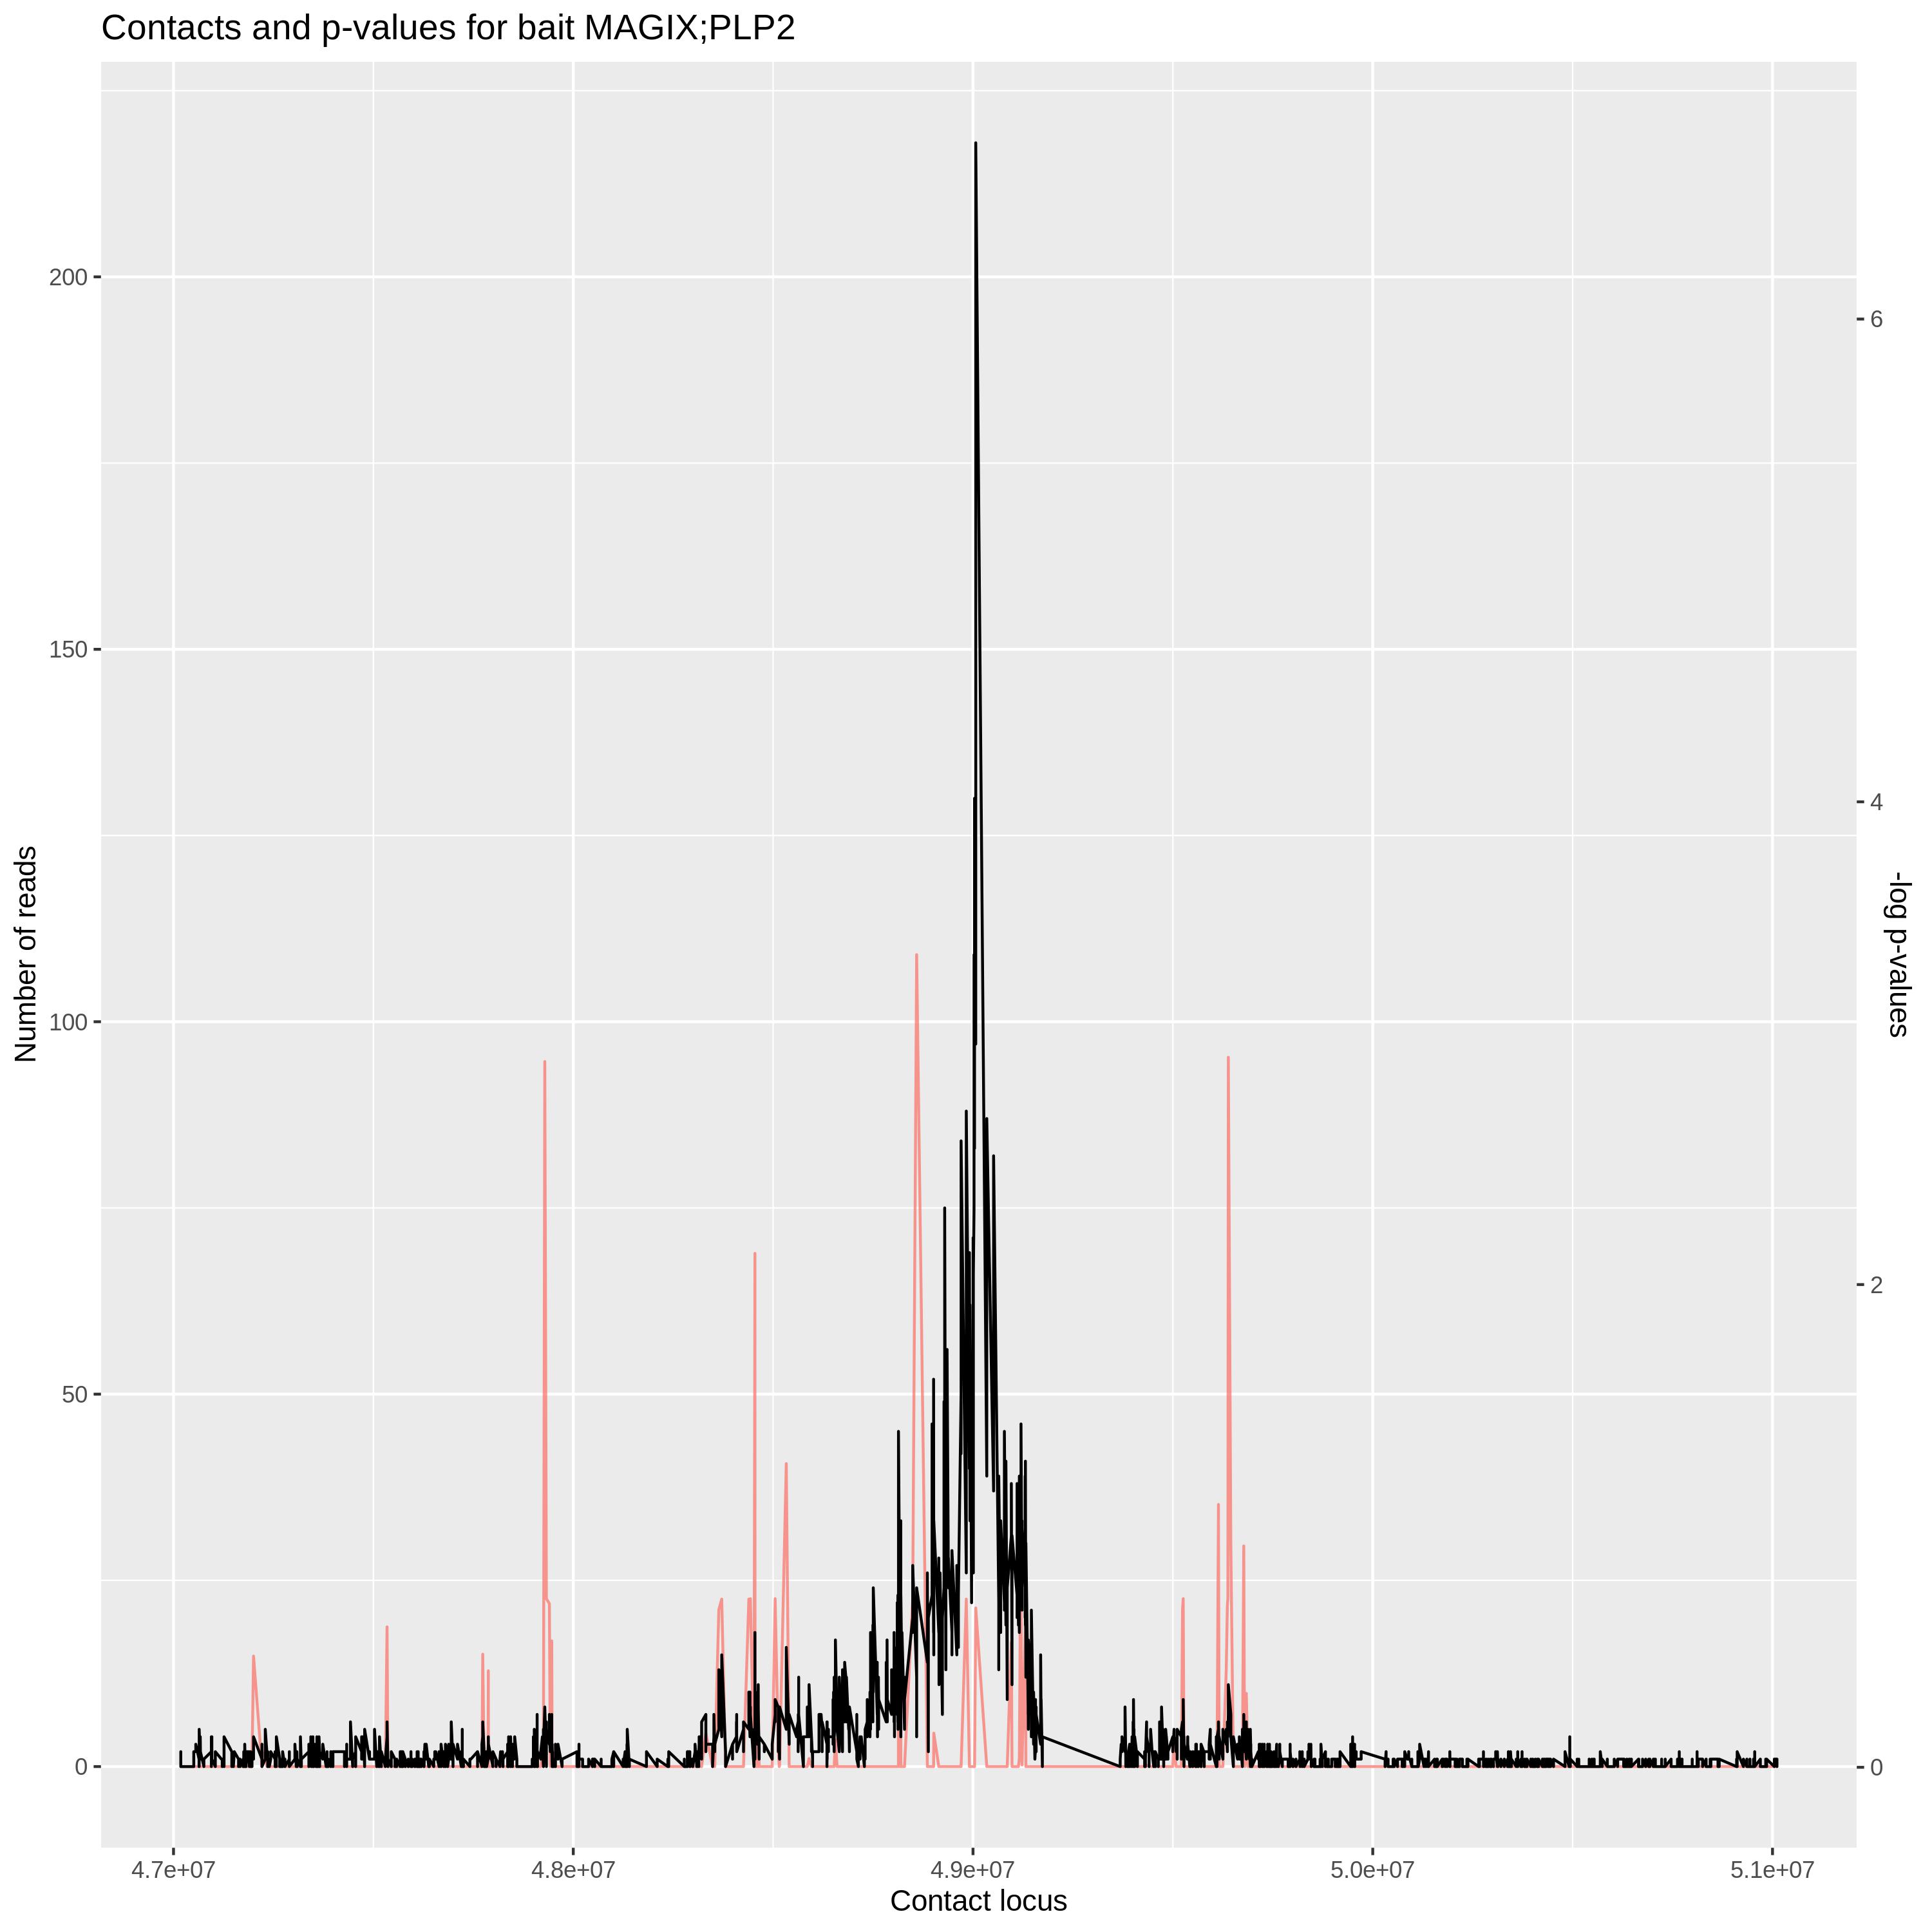 Contacts and p-values for bait MAGIX;PLP2
Number of reads
200
150
100
50
0
6
4
2
0
-log p-values
4.7e+07
4.8e+07
4.9e+07
5.0e+07
5.1e+07
Contact locus